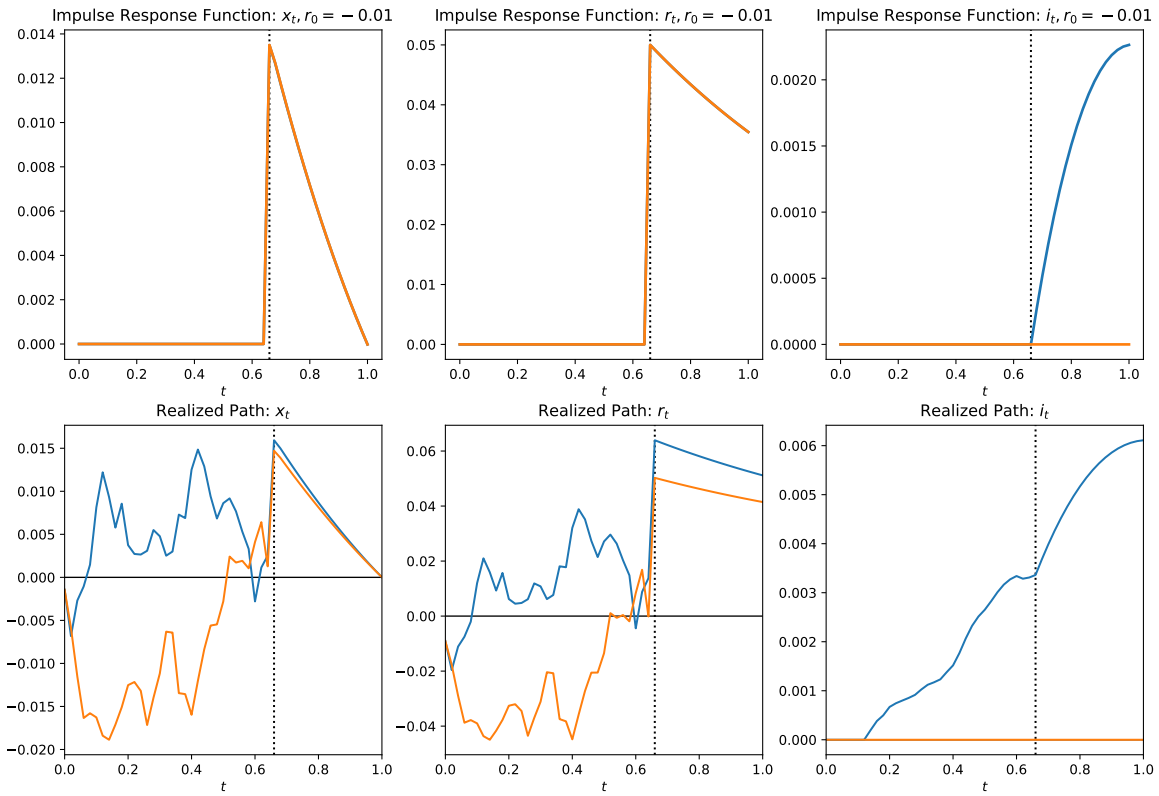 Impulse Response Function: x_t, r_0 = −0.01
0.014
0.012
0.010
0.008
0.006
0.004
0.002
0.000
0.0 0.2 0.4 0.6 0.8 1.0
t
Impulse Response Function: r_t, r_0 = −0.01
0.05
0.04
0.03
0.02
0.01
0.00
0.0 0.2 0.4 0.6 0.8 1.0
t
Impulse Response Function: i_t, r_0 = −0.01
0.0020
0.0015
0.0010
0.0005
0.0000
0.0 0.2 0.4 0.6 0.8 1.0
t
Realized Path: x_t
0.015
0.010
0.005
0.000
−0.005
−0.010
−0.015
−0.020
0.0 0.2 0.4 0.6 0.8 1.0
t
Realized Path: r_t
0.06
0.04
0.02
0.00
−0.02
−0.04
0.0 0.2 0.4 0.6 0.8 1.0
t
Realized Path: i_t
0.006
0.005
0.004
0.003
0.002
0.001
0.000
0.0 0.2 0.4 0.6 0.8 1.0
t